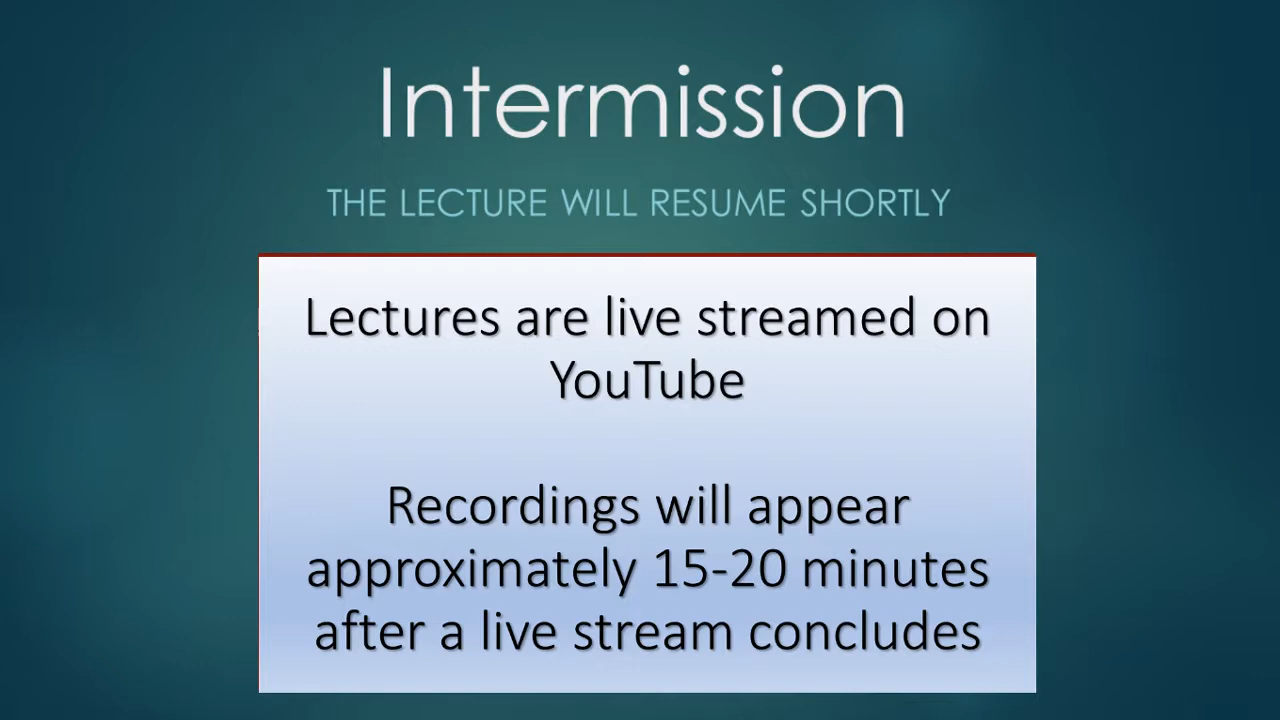 Intermission
THE LECTURE WILL RESUME SHORTLY
Lectures are live streamed on
YouTube
Recordings will appear
approximately 15-20 minutes
after a live stream concludes